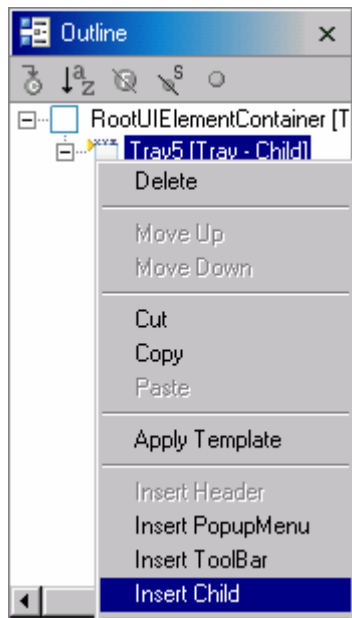 Outline
RootUIElementContainer [T
Tray5 [Tray - Child]
Delete
Move Up
Move Down
Cut
Copy
Paste
Apply Template
Insert Header
Insert PopupMenu
Insert ToolBar
Insert Child